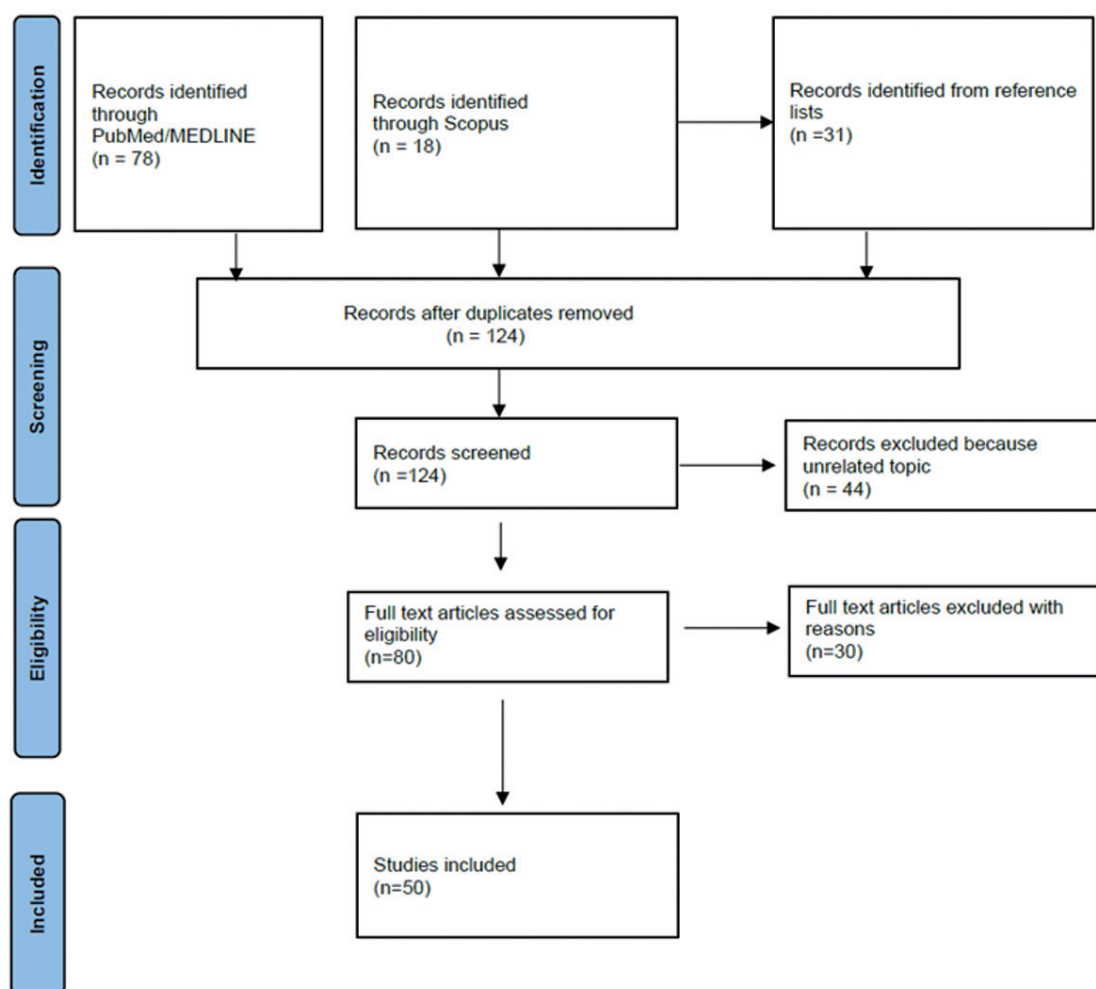 Identification
Records identified
through
PubMed/MEDLINE
(n = 78)
Records identified
through Scopus
(n = 18)
Records identified from reference
lists
(n =31)
Screening
Records after duplicates removed
(n = 124)
Records screened
(n =124)
Records excluded because
unrelated topic
(n = 44)
Eligibility
Full text articles assessed for
eligibility
(n=80)
Full text articles excluded with
reasons
(n=30)
Included
Studies included
(n=50)